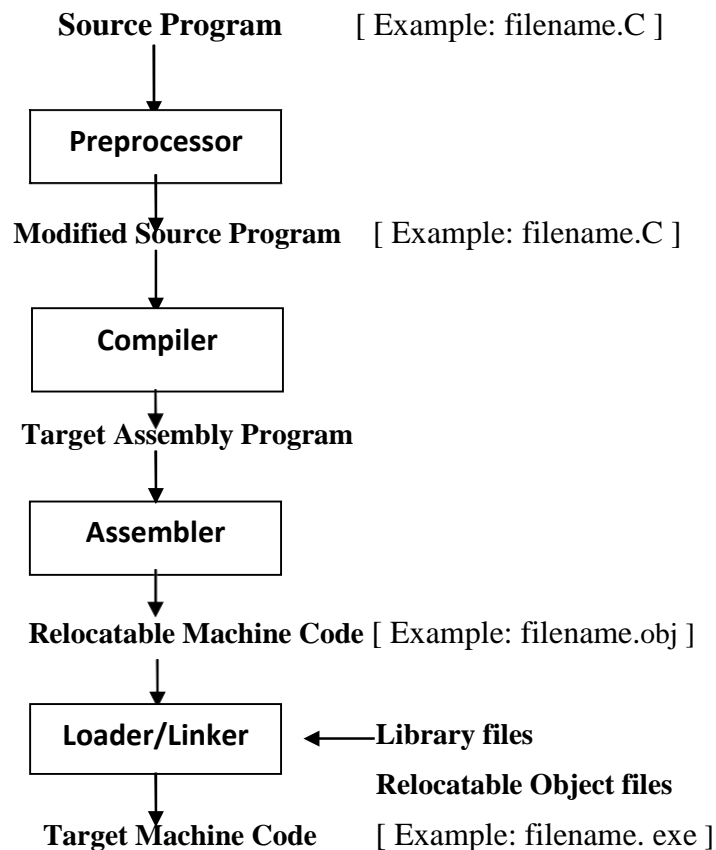 Source Program [ Example: filename.C ]
Preprocessor
Modified Source Program [ Example: filename.C ]
Compiler
Target Assembly Program
Assembler
Relocatable Machine Code [ Example: filename.obj ]
Loader/Linker Library files
Relocatable Object files
Target Machine Code [ Example: filename. exe ]